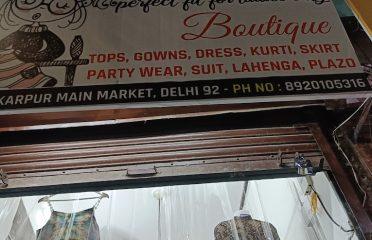 perfect fit for
Boutique
TOPS, GOWNS, DRESS, KURTI, SKIRT
PARTY WEAR, SUIT, LAHENGA, PLAZO
KARPUR MAIN MARKET, DELHI 92 - PH NO : 8920105316